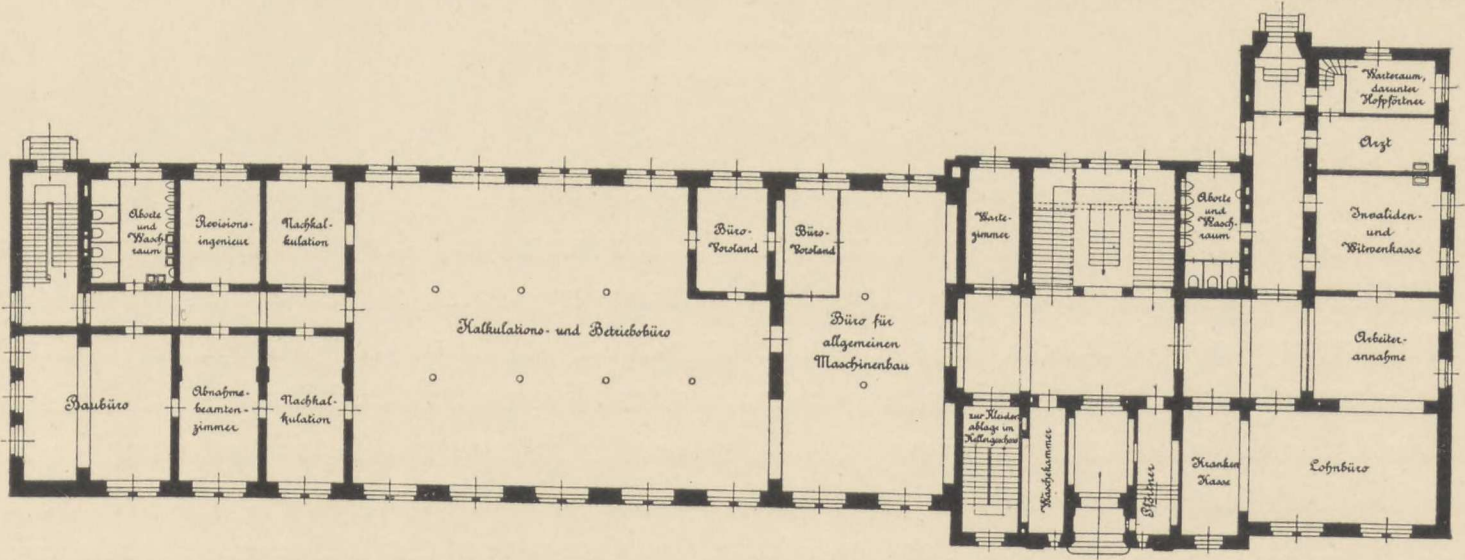 Warteraum,
darunter
Hofpförtner
Arzt
Invaliden-
und
Witwenkasse
Arbeiter-
annahme
Lohnbüro
Aborte
und
Wasch-
raum
Revisions-
ingenieur
Nachkal-
kulation
Büro-
Vorstand
Büro-
Vorstand
Warte-
zimmer
Aborte
und
Wasch-
raum
Kalkulations- und Betriebsbüro
Büro für
allgemeinen
Maschinenbau
Baubüro
Abnahme-
beamten-
zimmer
Nachkal-
kulation
zur Kleider
ablage im
Kellergeschoss
Wäschekammer
Pförtner
Kranken
Kasse